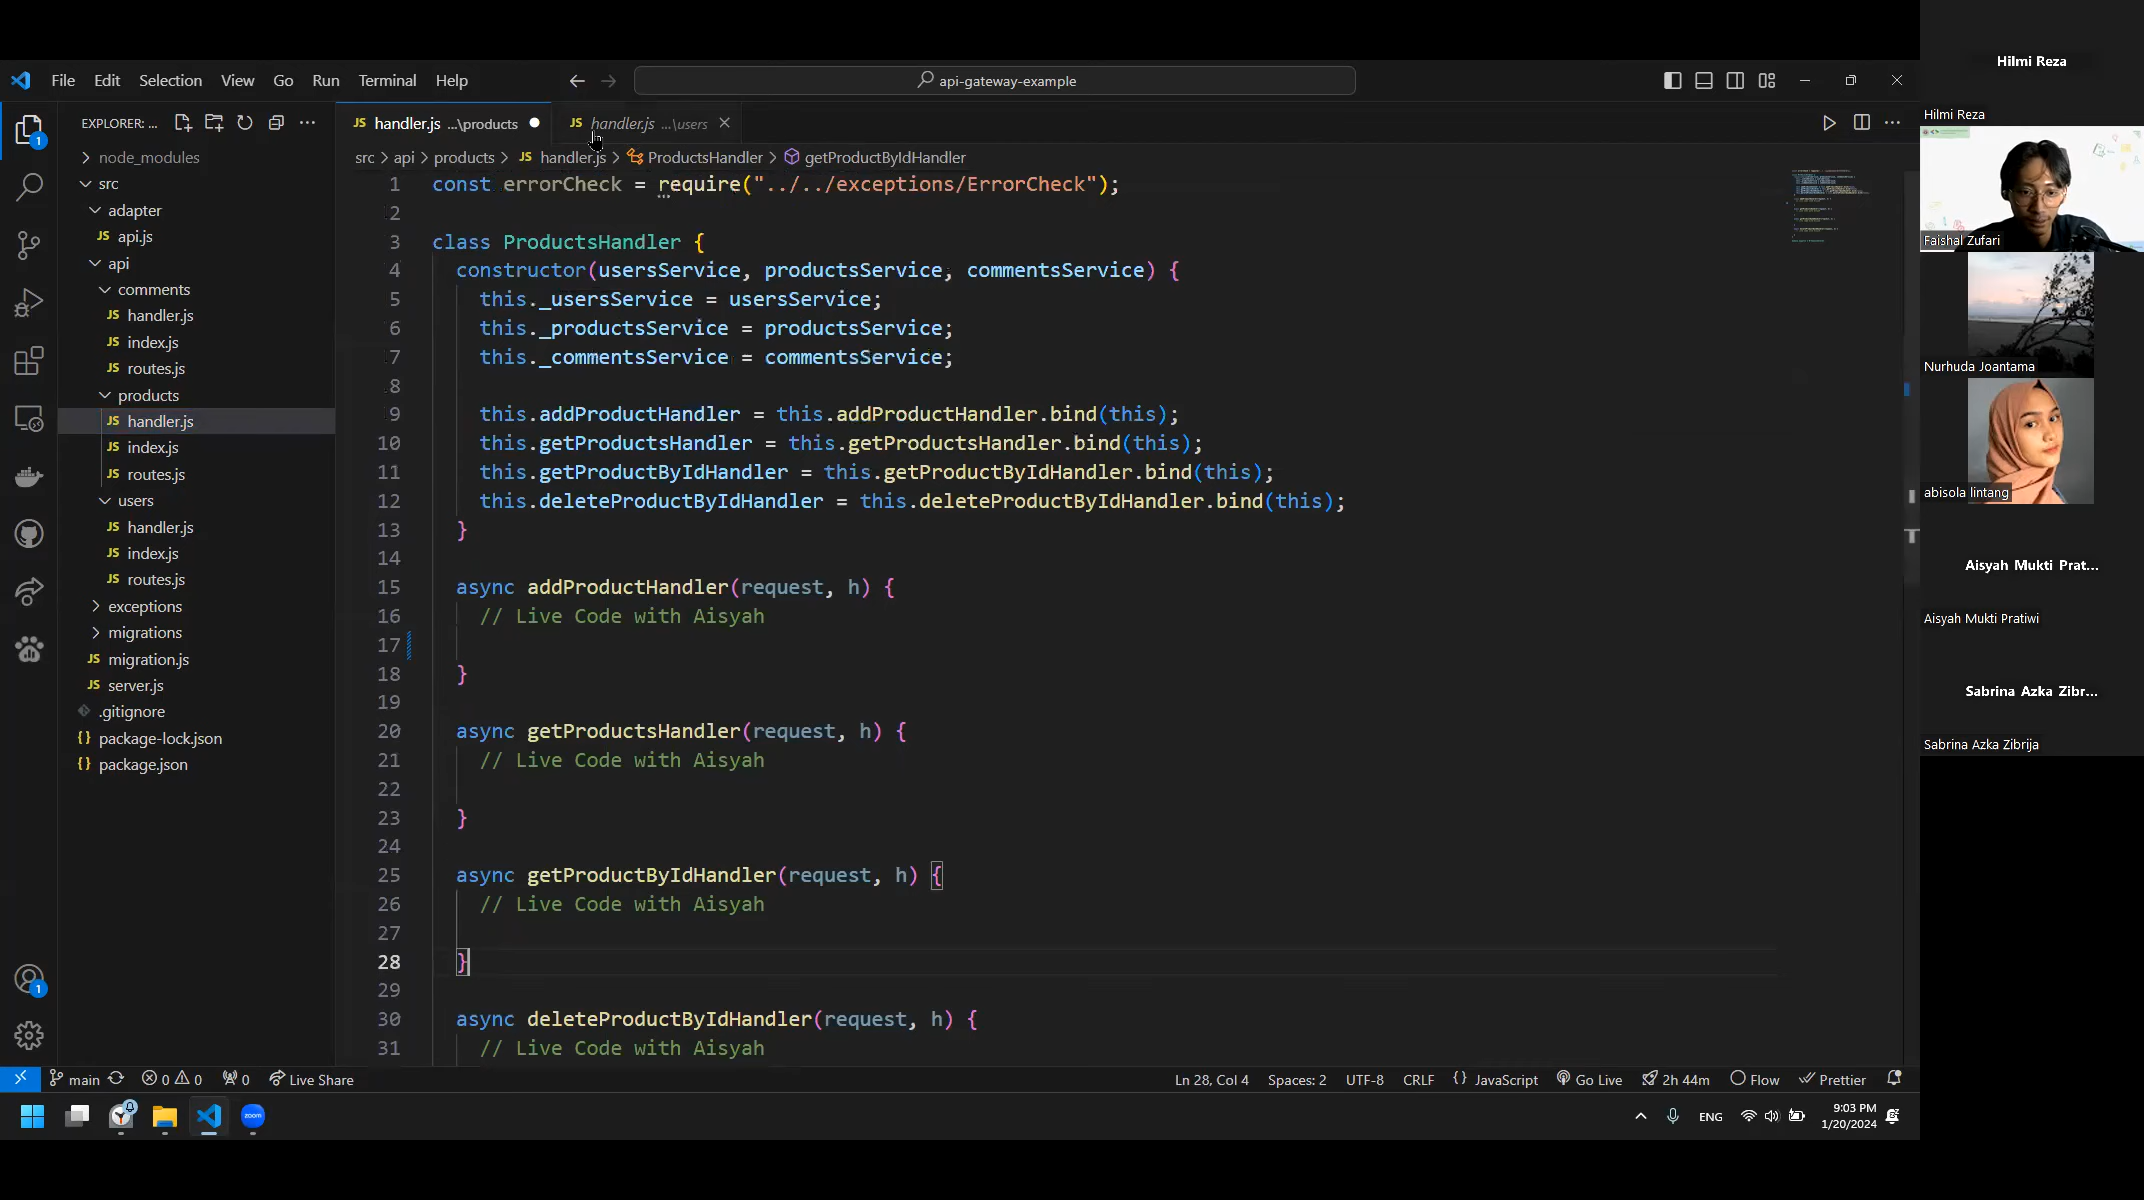 File Edit Selection View Go Run Terminal Help
api-gateway-example
EXPLORER: ...
handler.js ...\products
handler.js ...\users
src > api > products > JS handler.js > ProductsHandler > getProductByIdHandler
node_modules
src
adapter
JS api.js
api
comments
JS handler.js
JS index.js
JS routes.js
products
JS handler.js
JS index.js
JS routes.js
users
JS handler.js
JS index.js
JS routes.js
exceptions
migrations
JS migration.js
JS server.js
.gitignore
{} package-lock.json
{} package.json
1 const errorCheck = require("../../exceptions/ErrorCheck");
2
3 class ProductsHandler {
4 constructor(usersService, productsService, commentsService) {
5 this._usersService = usersService;
6 this._productsService = productsService;
7 this._commentsService = commentsService;
8
9 this.addProductHandler = this.addProductHandler.bind(this);
10 this.getProductsHandler = this.getProductsHandler.bind(this);
11 this.getProductByIdHandler = this.getProductByIdHandler.bind(this);
12 this.deleteProductByIdHandler = this.deleteProductByIdHandler.bind(this);
13 }
14
15 async addProductHandler(request, h) {
16 // Live Code with Aisyah
17
18 }
19
20 async getProductsHandler(request, h) {
21 // Live Code with Aisyah
22
23 }
24
25 async getProductByIdHandler(request, h) {
26 // Live Code with Aisyah
27
28 }
29
30 async deleteProductByIdHandler(request, h) {
31 // Live Code with Aisyah
main 0 0 0 Live Share
Ln 28, Col 4 Spaces: 2 UTF-8 CRLF {} JavaScript Go Live 2h 44m Flow Prettier
zoom
ENG
9:03 PM
1/20/2024
Hilmi Reza
Hilmi Reza
Faishal Zufari
Nurhuda Joantama
abisola lintang
Aisyah Mukti Prat...
Aisyah Mukti Pratiwi
Sabrina Azka Zibr...
Sabrina Azka Zibrija